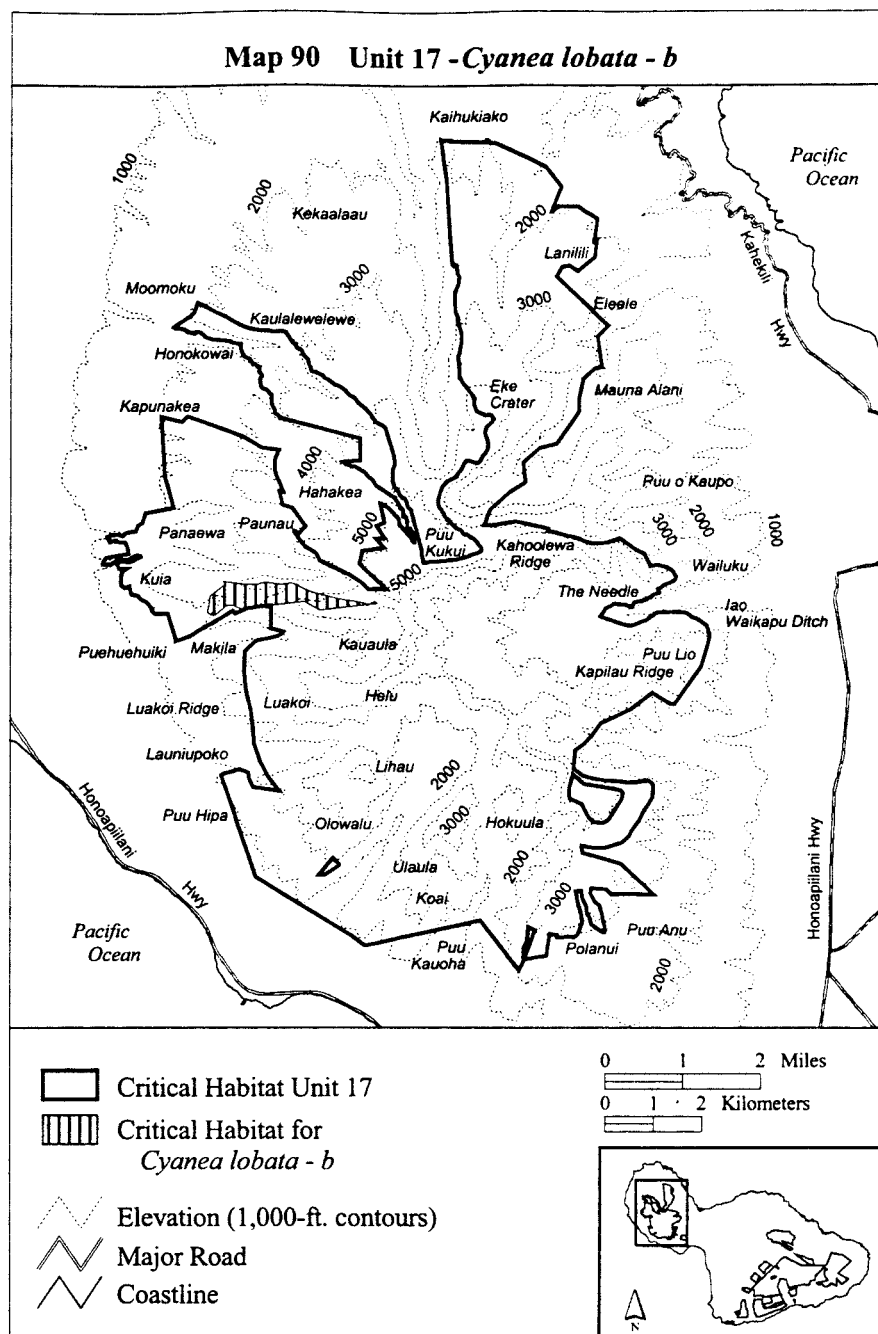 Map 90 Unit 17 - Cyanea lobata - b
Kaihukiako
Pacific
Ocean
1000
2000
Kekaalaau
2000
Lanilili
Kahekili
Hwy
3000
Moomoku
Kaulalewelewe
3000
Eleele
Honokowai
Eke
Crater
Mauna Alani
Kapunakea
4000
Hahakea
Puu o Kaupo
Panaewa
Paunau
5000
Puu
Kukui
Kahoolewa
Ridge
3000
2000
1000
Wailuku
Kuia
5000
The Needle
Iao
Waikapu Ditch
Puehuehuiki
Makila
Kauaula
Puu Lio
Kapilau Ridge
Luakoi Ridge
Luakoi
Helu
Launiupoko
Lihau
2000
Puu Hipa
Olowalu
3000
Hokuula
Honoapiilani
Hwy
Ulaula
2000
Koai
3000
Honoapiilani Hwy
Pacific
Ocean
Puu
Kauoha
Polanui
Puu Anu
2000
0 1 2 Miles
0 1 2 Kilometers
Critical Habitat Unit 17
Critical Habitat for
Cyanea lobata - b
Elevation (1,000-ft. contours)
Major Road
Coastline
N